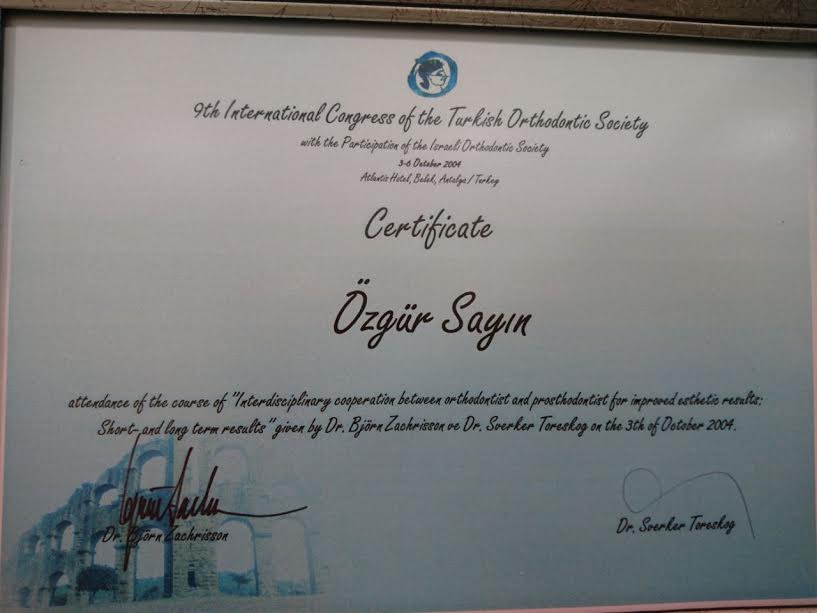 9th International Congress of the Turkish Orthodontic Society
with the Participation of the Israeli Orthodontic Society
3-6 October 2004
Atlantis Hotel, Belek, Antalya / Turkey
Certificate
Özgür Sayın
attendance of the course of "Interdisciplinary cooperation between orthodontist and prosthodontist for improved esthetic results:
Short- and long term results" given by Dr. Björn Zachrisson ve Dr. Sverker Toreskog on the 3th of October 2004.
Dr. Björn Zachrisson
Dr. Sverker Toreskog